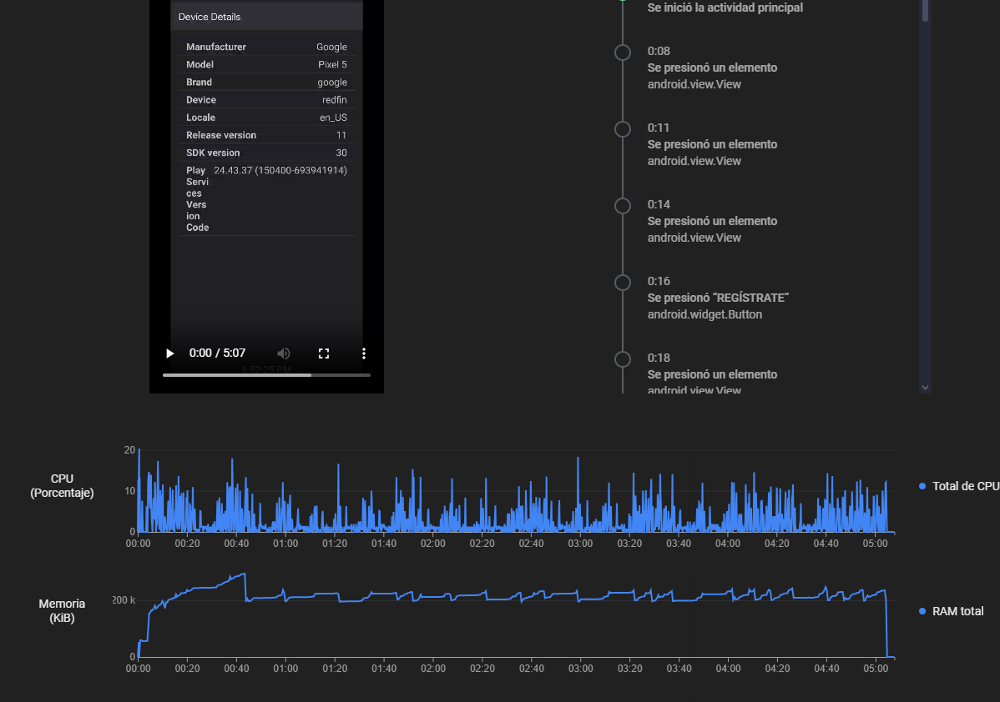 Device Details
Manufacturer Google
Model Pixel 5
Brand google
Device redfin
Locale en_US
Release version 11
SDK version 30
Play 24.43.37 (150400-693941914)
Servi
ces
Vers
ion
Code
0:00 / 5:07
6:52:25 PM
Se inició la actividad principal
0:08
Se presionó un elemento
android.view.View
0:11
Se presionó un elemento
android.view.View
0:14
Se presionó un elemento
android.view.View
0:16
Se presionó “REGÍSTRATE”
android.widget.Button
0:18
Se presionó un elemento
android.view.View
CPU
(Porcentaje)
20
10
0
00:00 00:20 00:40 01:00 01:20 01:40 02:00 02:20 02:40 03:00 03:20 03:40 04:00 04:20 04:40 05:00
Total de CPU
Memoria
(KiB)
200 k
0
00:00 00:20 00:40 01:00 01:20 01:40 02:00 02:20 02:40 03:00 03:20 03:40 04:00 04:20 04:40 05:00
RAM total